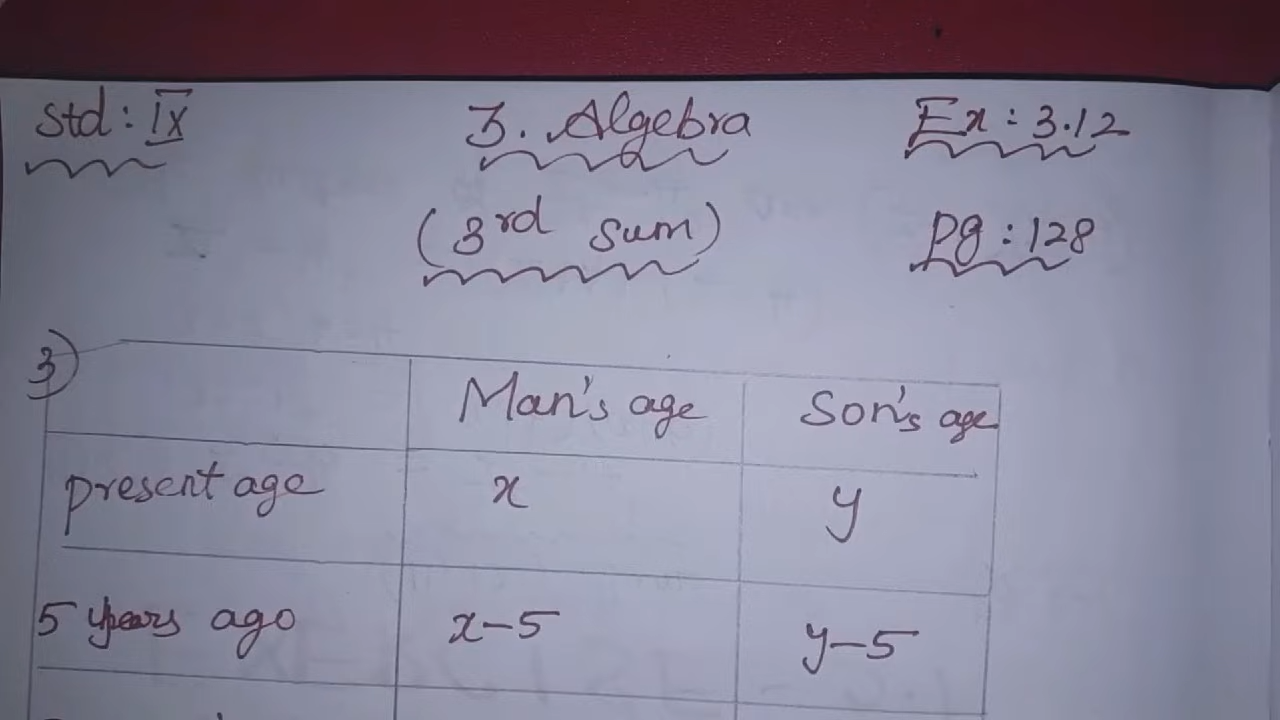 Std : IX 3. Algebra Ex : 3.12
(3rd Sum) Pg : 128
3)
Man's age Son's age
present age x y
5 years ago x-5 y-5